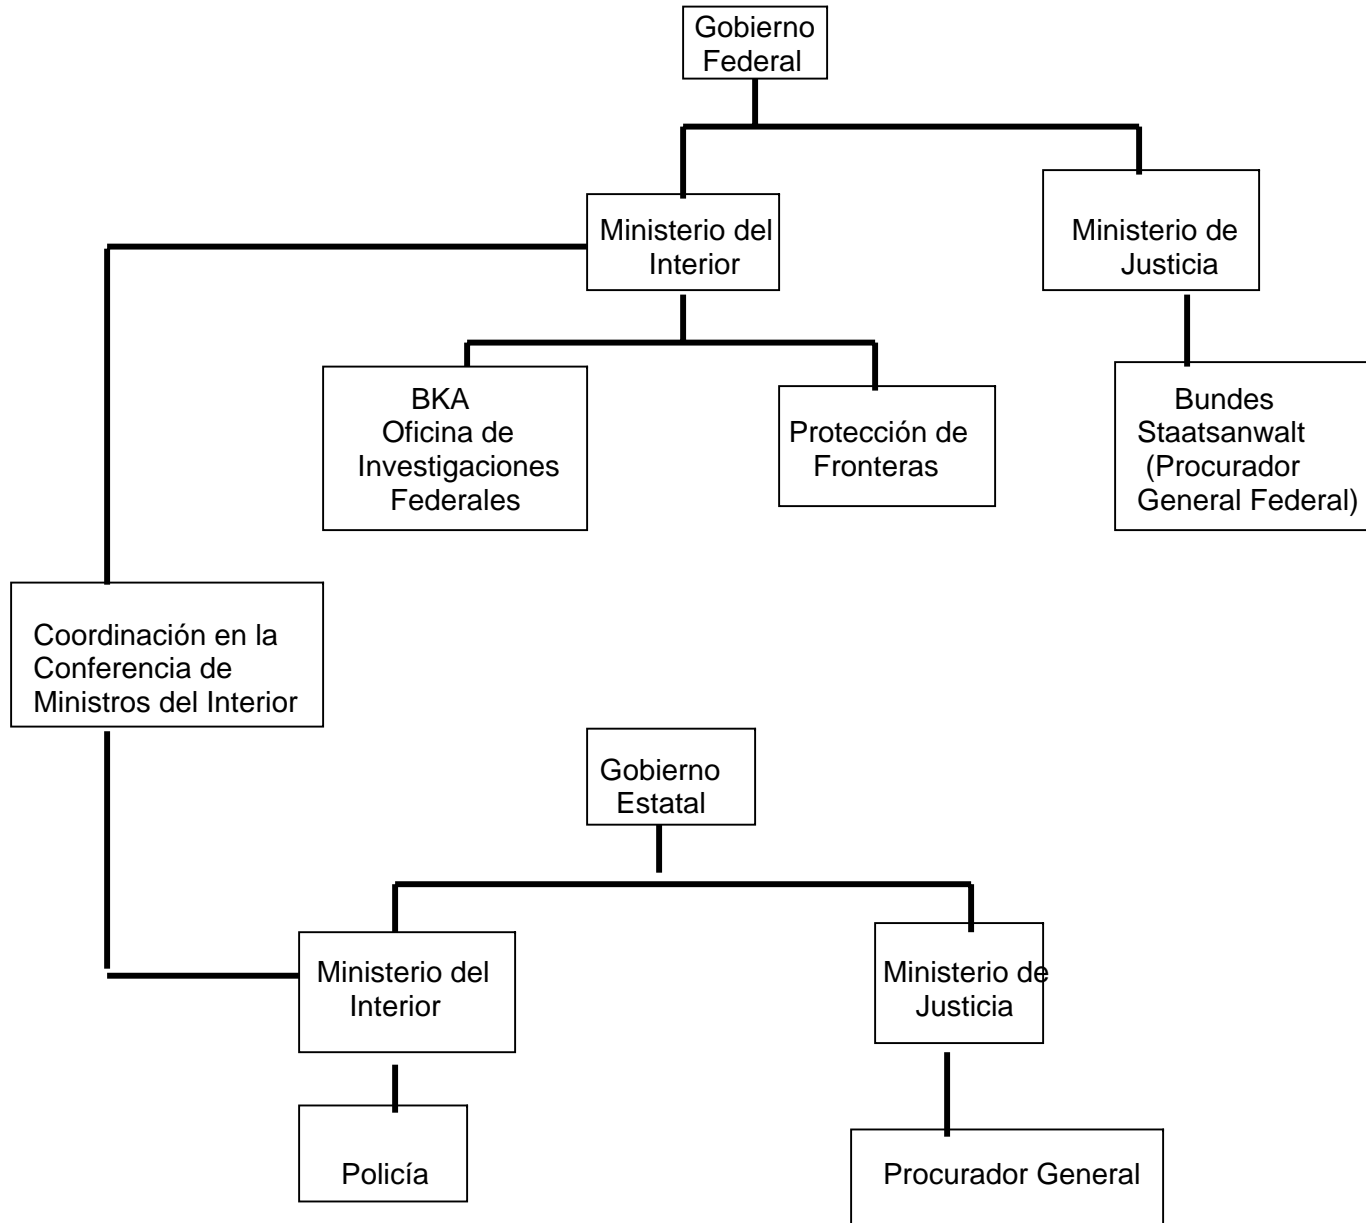 Gobierno
Federal
Ministerio del
Interior
Ministerio de
Justicia
BKA
Oficina de
Investigaciones
Federales
Protección de
Fronteras
Bundes
Staatsanwalt
(Procurador
General Federal)
Coordinación en la
Conferencia de
Ministros del Interior
Gobierno
Estatal
Ministerio del
Interior
Ministerio de
Justicia
Policía
Procurador General